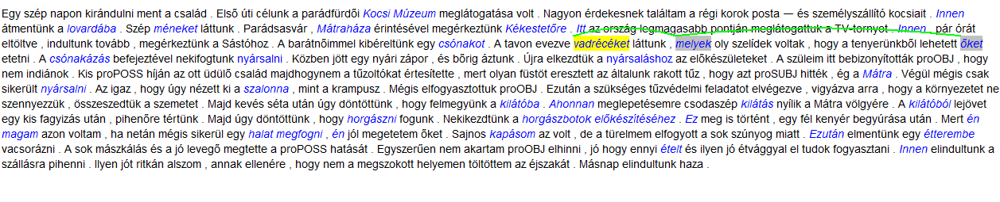 Egy szép napon kirándulni ment a család . Első úti célunk a parádfürdői Kocsi Múzeum meglátogatása volt . Nagyon érdekesnek találtam a régi korok posta — és személyszállító kocsiait . Innen
átmentünk a lovardába . Szép méneket láttunk . Parádsasvár , Mátraháza érintésével megérkeztünk Kékestetőre . Itt az ország legmagasabb pontján meglátogattuk a TV-tornyot . Innen , pár órát
eltöltve , indultunk tovább , megérkeztünk a Sástóhoz . A barátnőimmel kibéreltünk egy csónakot . A tavon evezve vadrécéket láttunk , melyek oly szelídek voltak , hogy a tenyerünkből lehetett őket
etetni . A csónakázás befejeztével nekifogtunk nyársalni . Közben jött egy nyári zápor , és bőrig áztunk . Újra elkezdtük a nyársaláshoz az előkészületeket . A szüleim itt bebizonyították proOBJ , hogy
nem indiánok . Kis proPOSS híján az ott üdülő család majdhogynem a tűzoltókat értesítette , mert olyan füstöt eresztett az általunk rakott tűz , hogy azt proSUBJ hitték , ég a Mátra . Végül mégis csak
sikerült nyársalni . Az igaz , hogy úgy nézett ki a szalonna , mint a krampusz . Mégis elfogyasztottuk proOBJ . Ezután a szükséges tűzvédelmi feladatot elvégezve , vigyázva arra , hogy a környezetet ne
szennyezzük , összeszedtük a szemetet . Majd kevés séta után úgy döntöttünk , hogy felmegyünk a kilátóba . Ahonnan meglepetésemre csodaszép kilátás nyílik a Mátra völgyére . A kilátóból lejövet
egy kis fagyizás után , pihenőre tértünk . Majd úgy döntöttünk , hogy horgászni fogunk . Nekikezdtünk a horgászbotok előkészítéséhez . Ez meg is történt , egy fél kenyér begyúrása után . Mert én
magam azon voltam , ha netán mégis sikerül egy halat megfogni , én jól megetetem őket . Sajnos kapásom az volt , de a türelmem elfogyott a sok szúnyog miatt . Ezután elmentünk egy étterembe
vacsorázni . A sok mászkálás és a jó levegő megtette a proPOSS hatását . Egyszerűen nem akartam proOBJ elhinni , jó hogy ennyi ételt és ilyen jó étvággyal el tudok fogyasztani . Innen elindultunk a
szállásra pihenni . Ilyen jót ritkán alszom , annak ellenére , hogy nem a megszokott helyemen töltöttem az éjszakát . Másnap elindultunk haza .